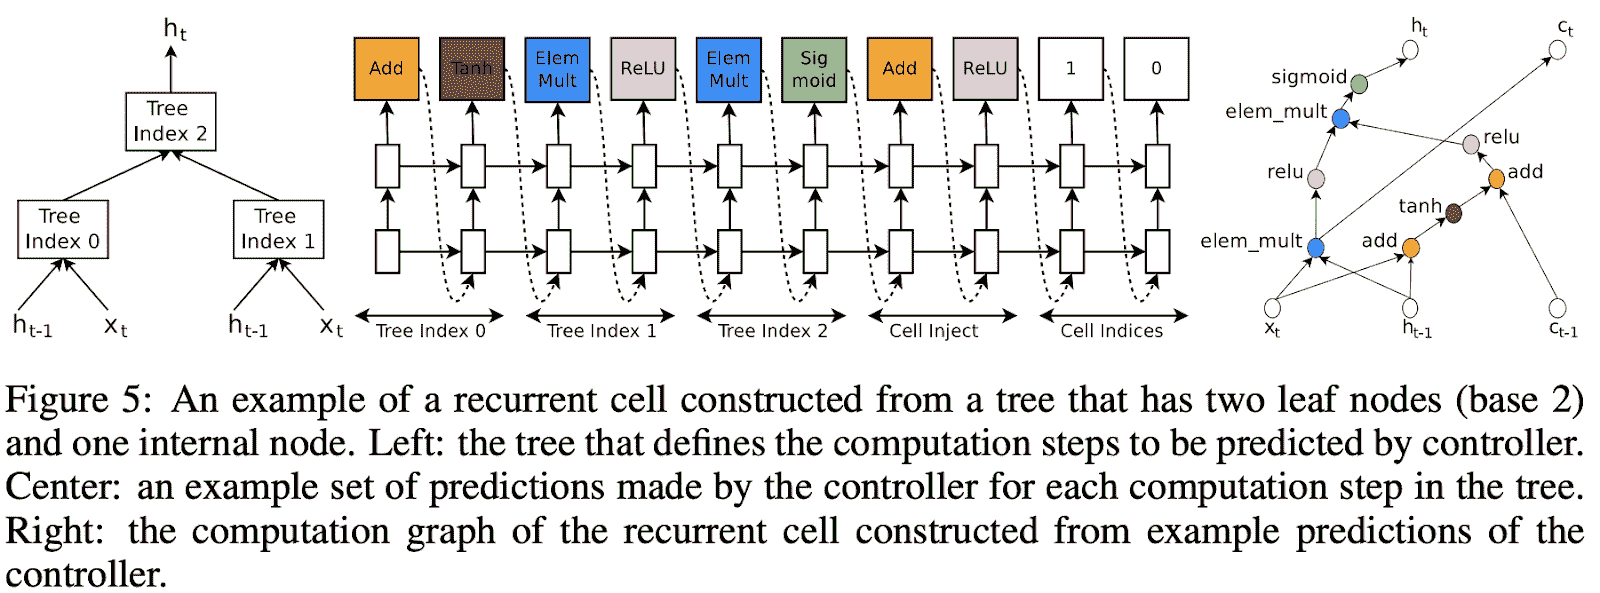 h_t
Tree
Index 2
Tree
Index 0
Tree
Index 1
h_t-1
x_t
h_t-1
x_t
Add
Tanh
Elem
Mult
ReLU
Elem
Mult
Sig
moid
Add
ReLU
1
0
Tree Index 0
Tree Index 1
Tree Index 2
Cell Inject
Cell Indices
h_t
c_t
sigmoid
elem_mult
relu
relu
add
tanh
elem_mult
add
x_t
h_t-1
c_t-1
Figure 5: An example of a recurrent cell constructed from a tree that has two leaf nodes (base 2)
and one internal node. Left: the tree that defines the computation steps to be predicted by controller.
Center: an example set of predictions made by the controller for each computation step in the tree.
Right: the computation graph of the recurrent cell constructed from example predictions of the
controller.